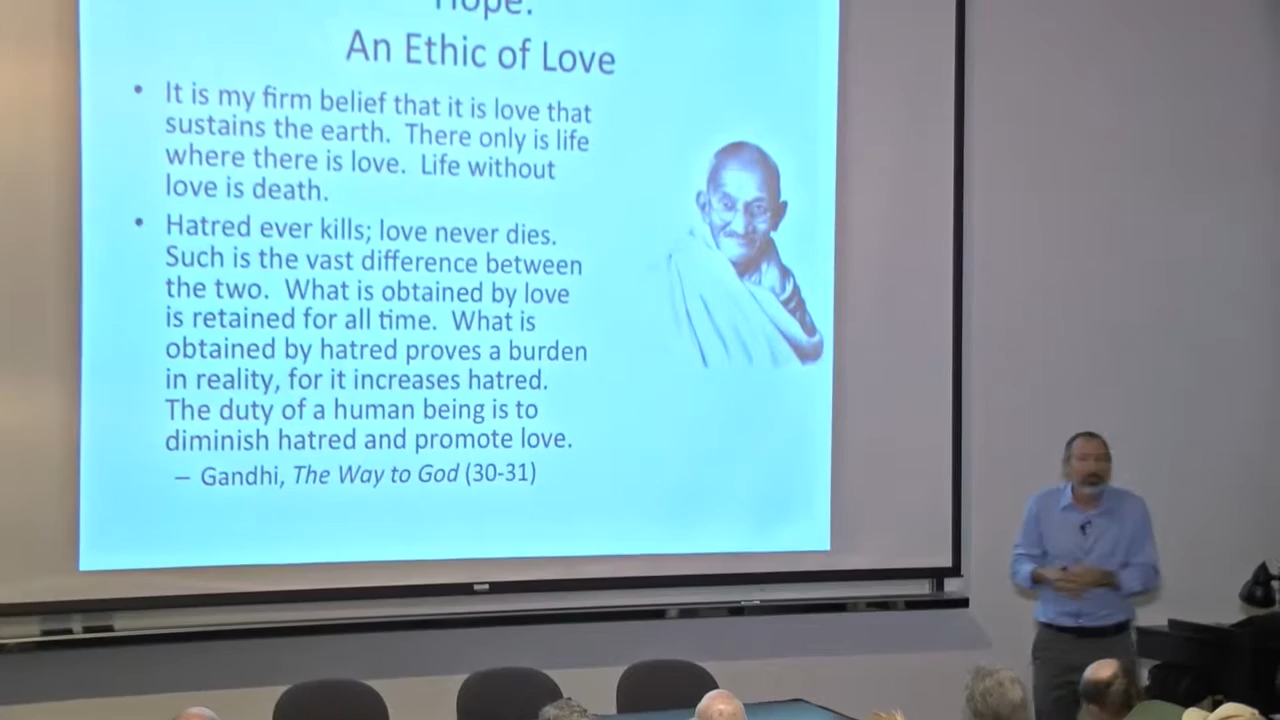 Hope:
An Ethic of Love
• It is my firm belief that it is love that
sustains the earth. There only is life
where there is love. Life without
love is death.
• Hatred ever kills; love never dies.
Such is the vast difference between
the two. What is obtained by love
is retained for all time. What is
obtained by hatred proves a burden
in reality, for it increases hatred.
The duty of a human being is to
diminish hatred and promote love.
– Gandhi, The Way to God (30-31)